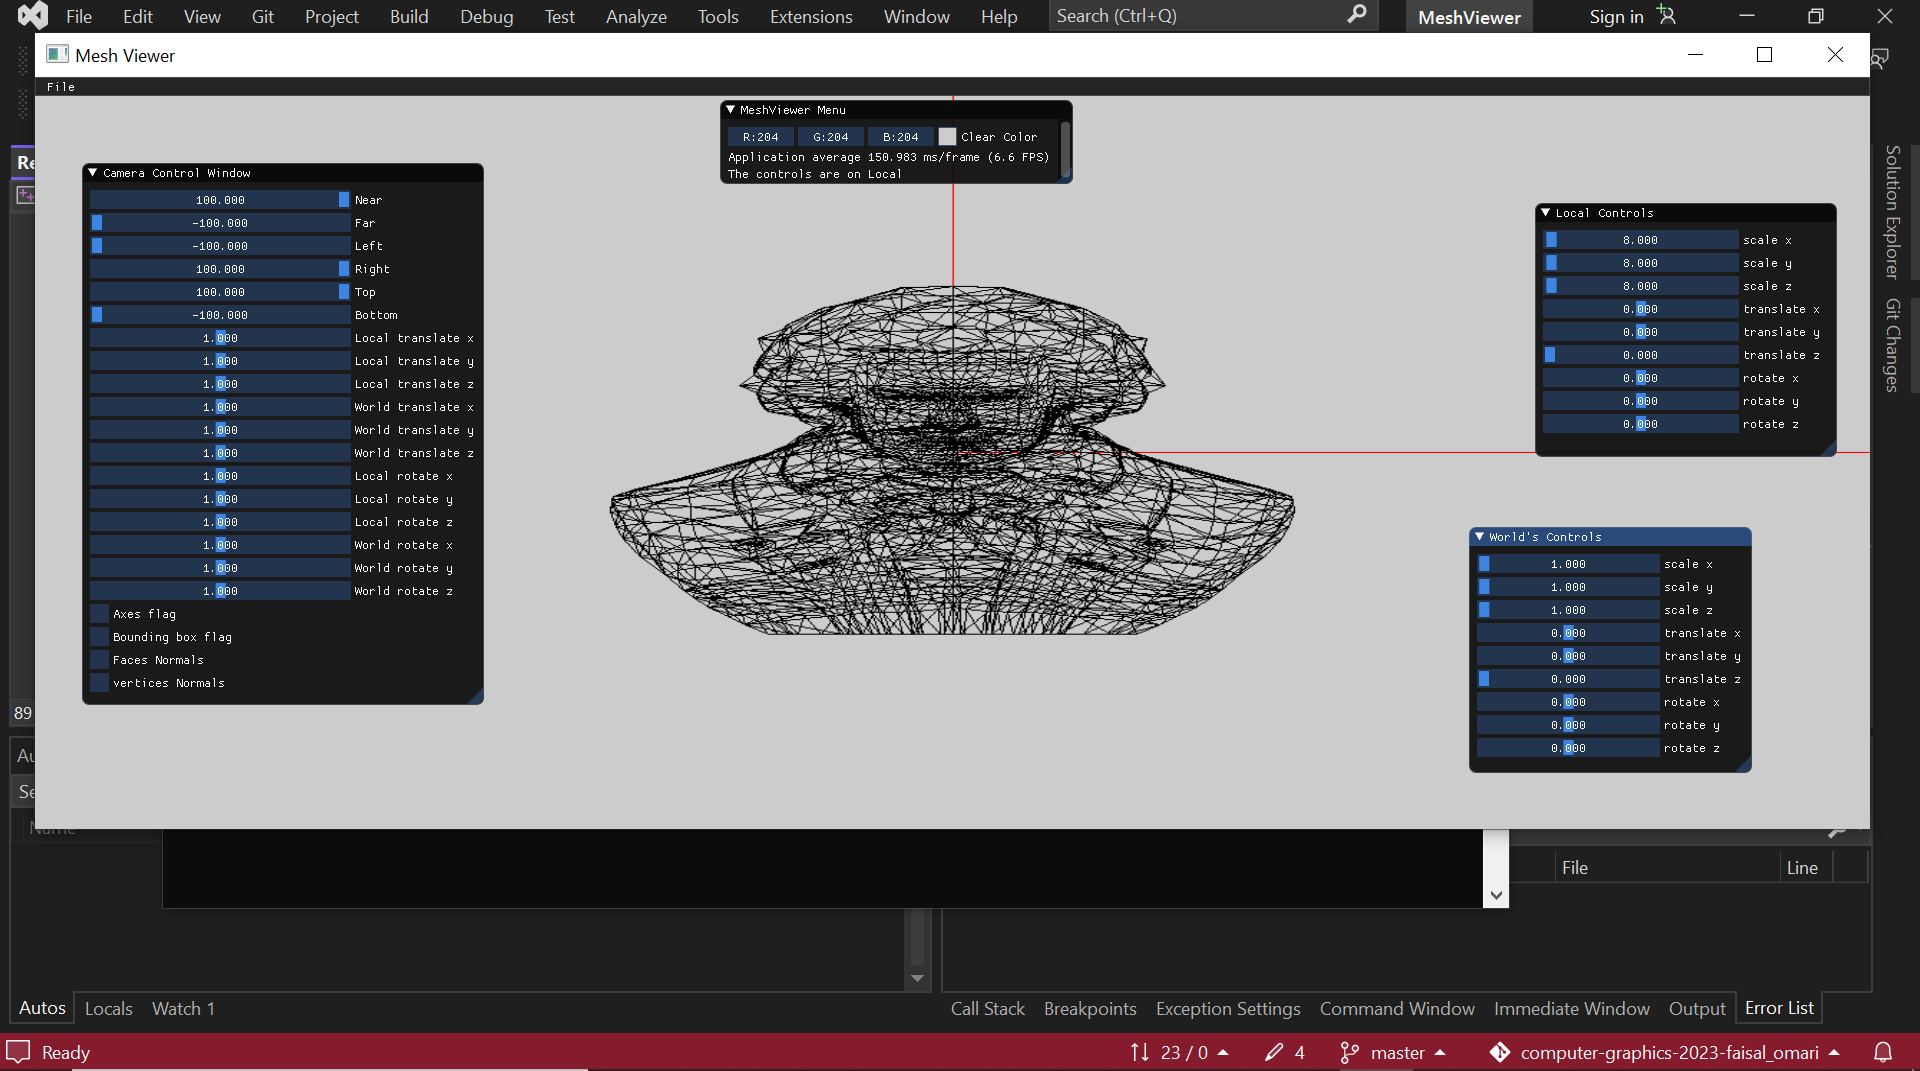 File Edit View Git Project Build Debug Test Analyze Tools Extensions Window Help Search (Ctrl+Q) MeshViewer Sign in
Mesh Viewer
File
MeshViewer Menu
R:204 G:204 B:204 Clear Color
Application average 150.983 ms/frame (6.6 FPS)
The controls are on Local
Camera Control Window
100.000 Near
-100.000 Far
-100.000 Left
100.000 Right
100.000 Top
-100.000 Bottom
1.000 Local translate x
1.000 Local translate y
1.000 Local translate z
1.000 World translate x
1.000 World translate y
1.000 World translate z
1.000 Local rotate x
1.000 Local rotate y
1.000 Local rotate z
1.000 World rotate x
1.000 World rotate y
1.000 World rotate z
Axes flag
Bounding box flag
Faces Normals
vertices Normals
Local Controls
8.000 scale x
8.000 scale y
8.000 scale z
0.000 translate x
0.000 translate y
0.000 translate z
0.000 rotate x
0.000 rotate y
0.000 rotate z
World's Controls
1.000 scale x
1.000 scale y
1.000 scale z
0.000 translate x
0.000 translate y
0.000 translate z
0.000 rotate x
0.000 rotate y
0.000 rotate z
Solution Explorer
Git Changes
Re
89
Au
Se
Name
File Line
Autos Locals Watch 1
Call Stack Breakpoints Exception Settings Command Window Immediate Window Output Error List
Ready 23 / 0 4 master computer-graphics-2023-faisal_omari